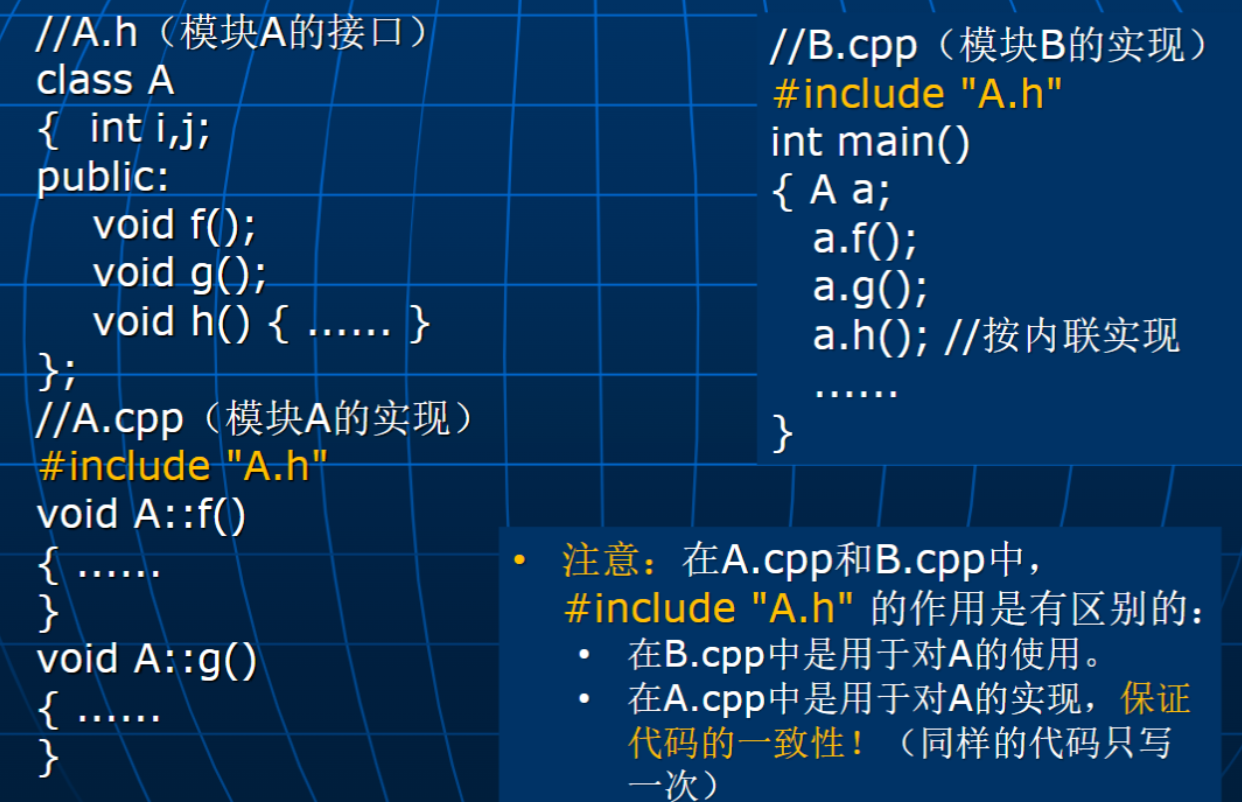 //A.h（模块A的接口）
class A
{ int i,j;
public:
void f();
void g();
void h() { …… }
};
//A.cpp（模块A的实现）
#include "A.h"
void A::f()
{ ……
}
void A::g()
{ ……
}
//B.cpp（模块B的实现）
#include "A.h"
int main()
{ A a;
a.f();
a.g();
a.h(); //按内联实现
……
}
• 注意：在A.cpp和B.cpp中，
#include "A.h" 的作用是有区别的：
• 在B.cpp中是用于对A的使用。
• 在A.cpp中是用于对A的实现，保证
代码的一致性！（同样的代码只写
一次）